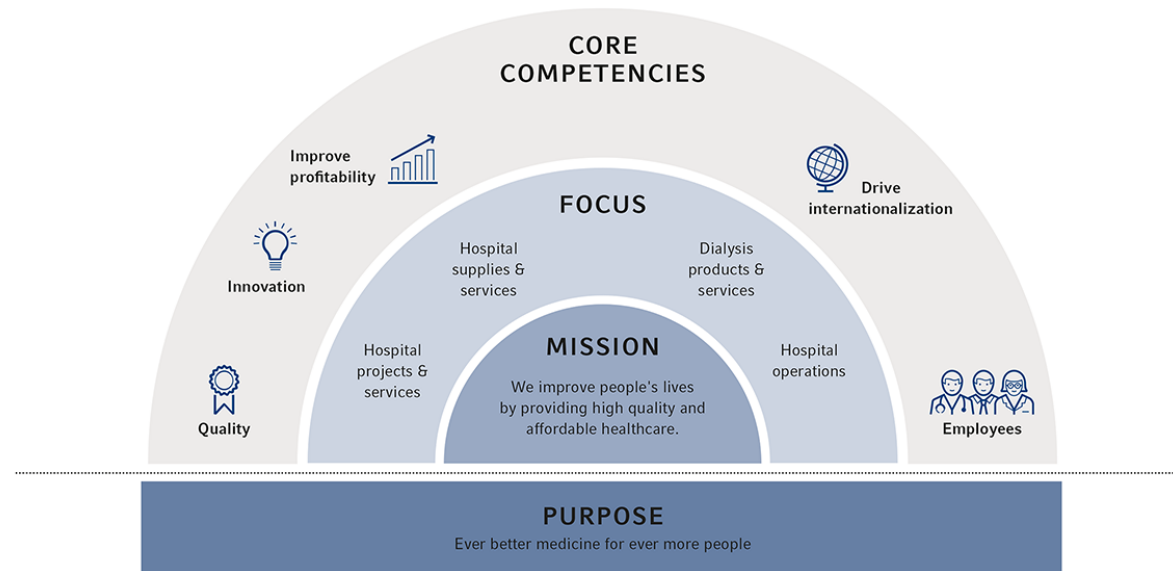 CORE
COMPETENCIES
Improve
profitability
Drive
internationalization
Innovation
Quality
Employees
FOCUS
Hospital
supplies &
services
Dialysis
products &
services
Hospital
projects &
services
Hospital
operations
MISSION
We improve people's lives
by providing high quality and
affordable healthcare.
PURPOSE
Ever better medicine for ever more people